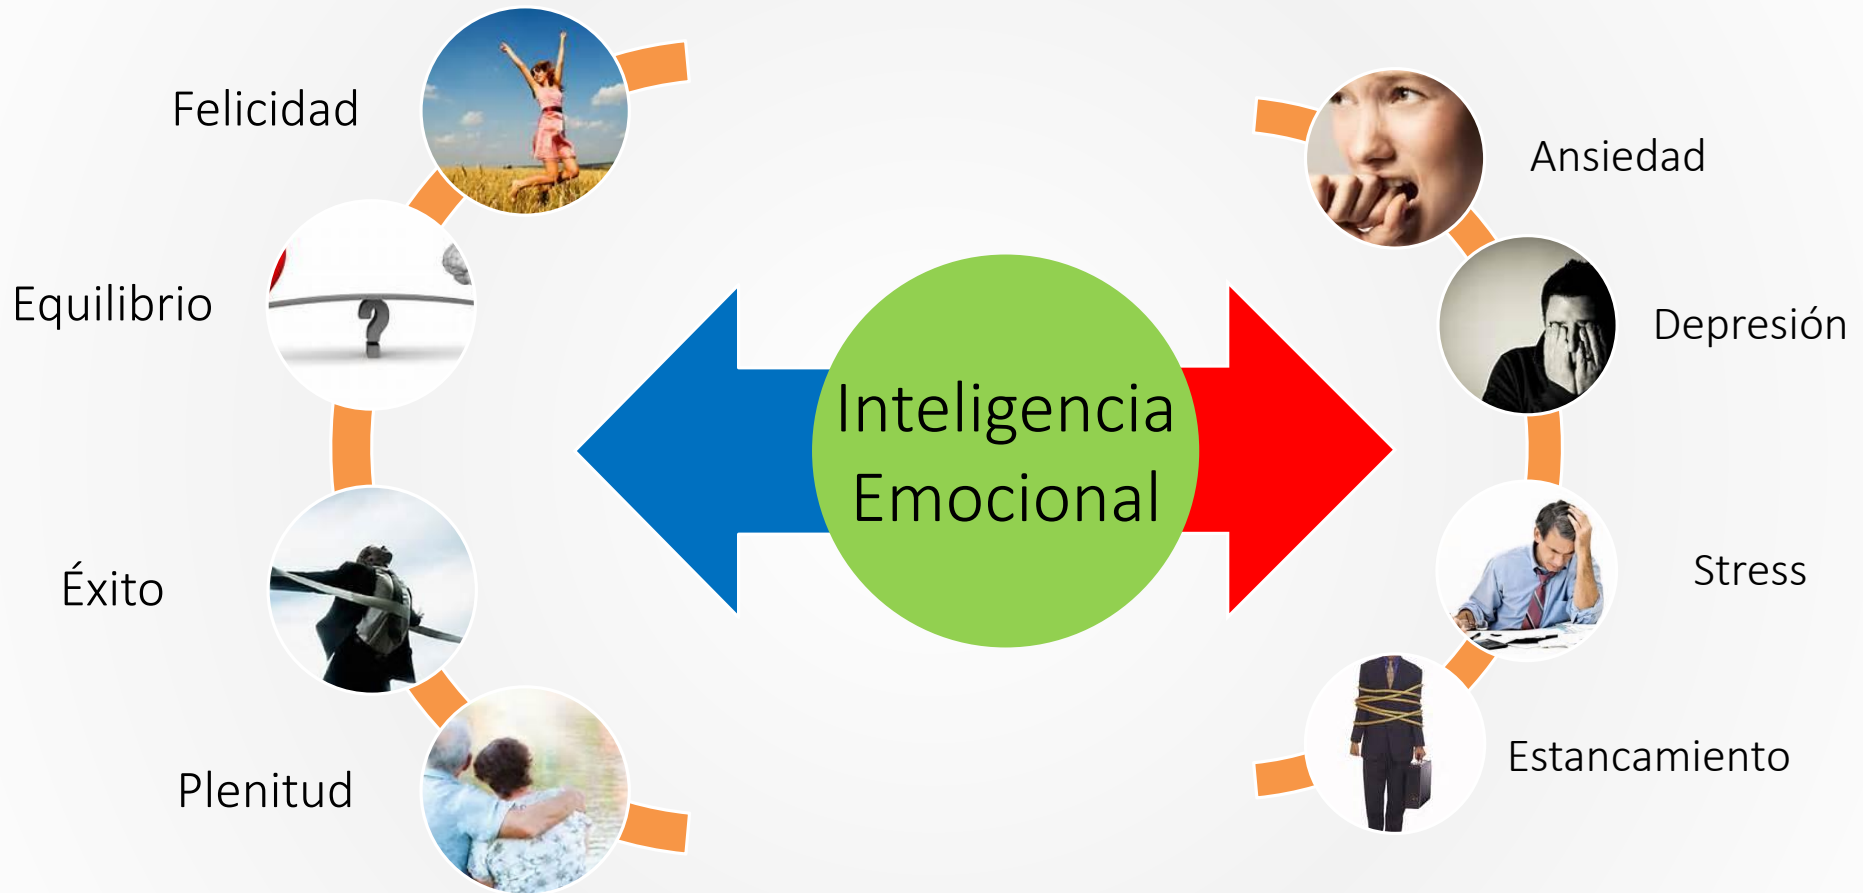 Felicidad
Equilibrio
Éxito
Plenitud
Inteligencia
Emocional
Ansiedad
Depresión
Stress
Estancamiento